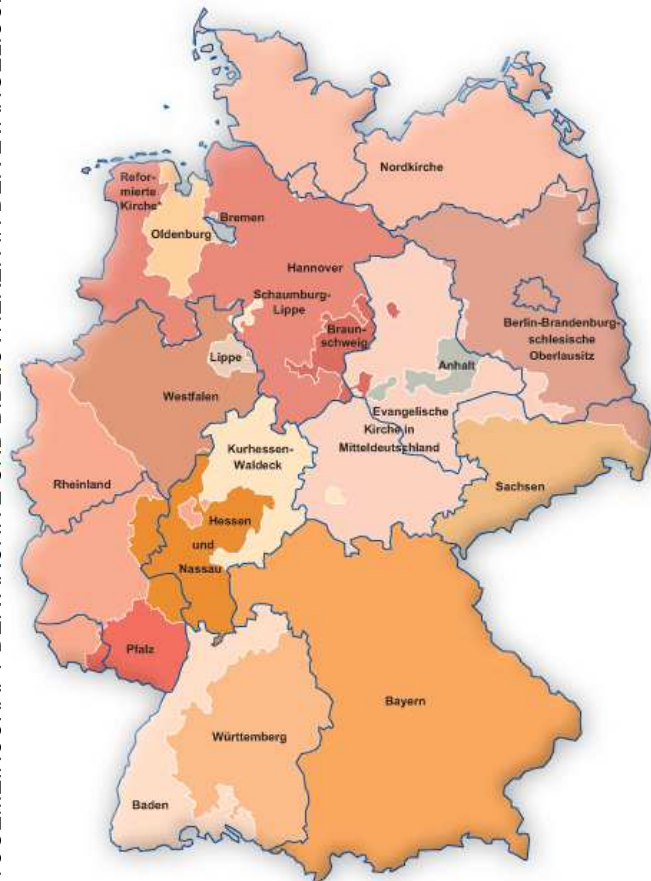 Nordkirche
Refor-
mierte
Kirche*
Bremen
Oldenburg
Hannover
Schaumburg-
Lippe
Braun-
schweig
Berlin-Brandenburg-
schlesische
Oberlausitz
Lippe
Anhalt
Westfalen
Evangelische
Kirche in
Mitteldeutschland
Kurhessen-
Waldeck
Rheinland
Sachsen
Hessen
und
Nassau
Pfalz
Bayern
Württemberg
Baden